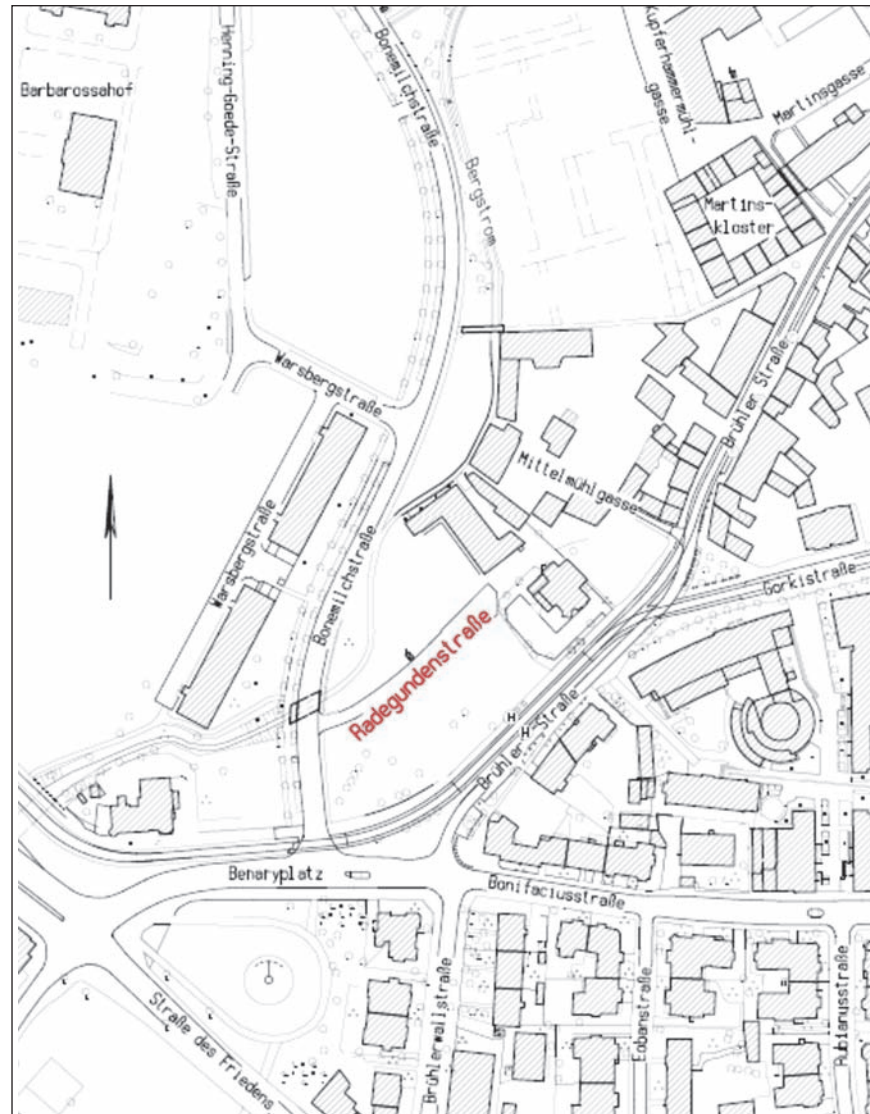 Barbarossahof
Henning-Goede-Straße
Bonemilchstraße
Bergstrom
Kupferhammermühl-
gasse
Martinsgasse
Martins-
kloster
Warsbergstraße
Brühler Straße
Mittelmühlgasse
Warsbergstraße
Bonemilchstraße
Gorkistraße
Radegundenstraße
H
H
Brühler Straße
Benaryplatz
Bonifaciusstraße
Straße des Friedens
Brühlerwallstraße
Eobanstraße
Rubianusstraße